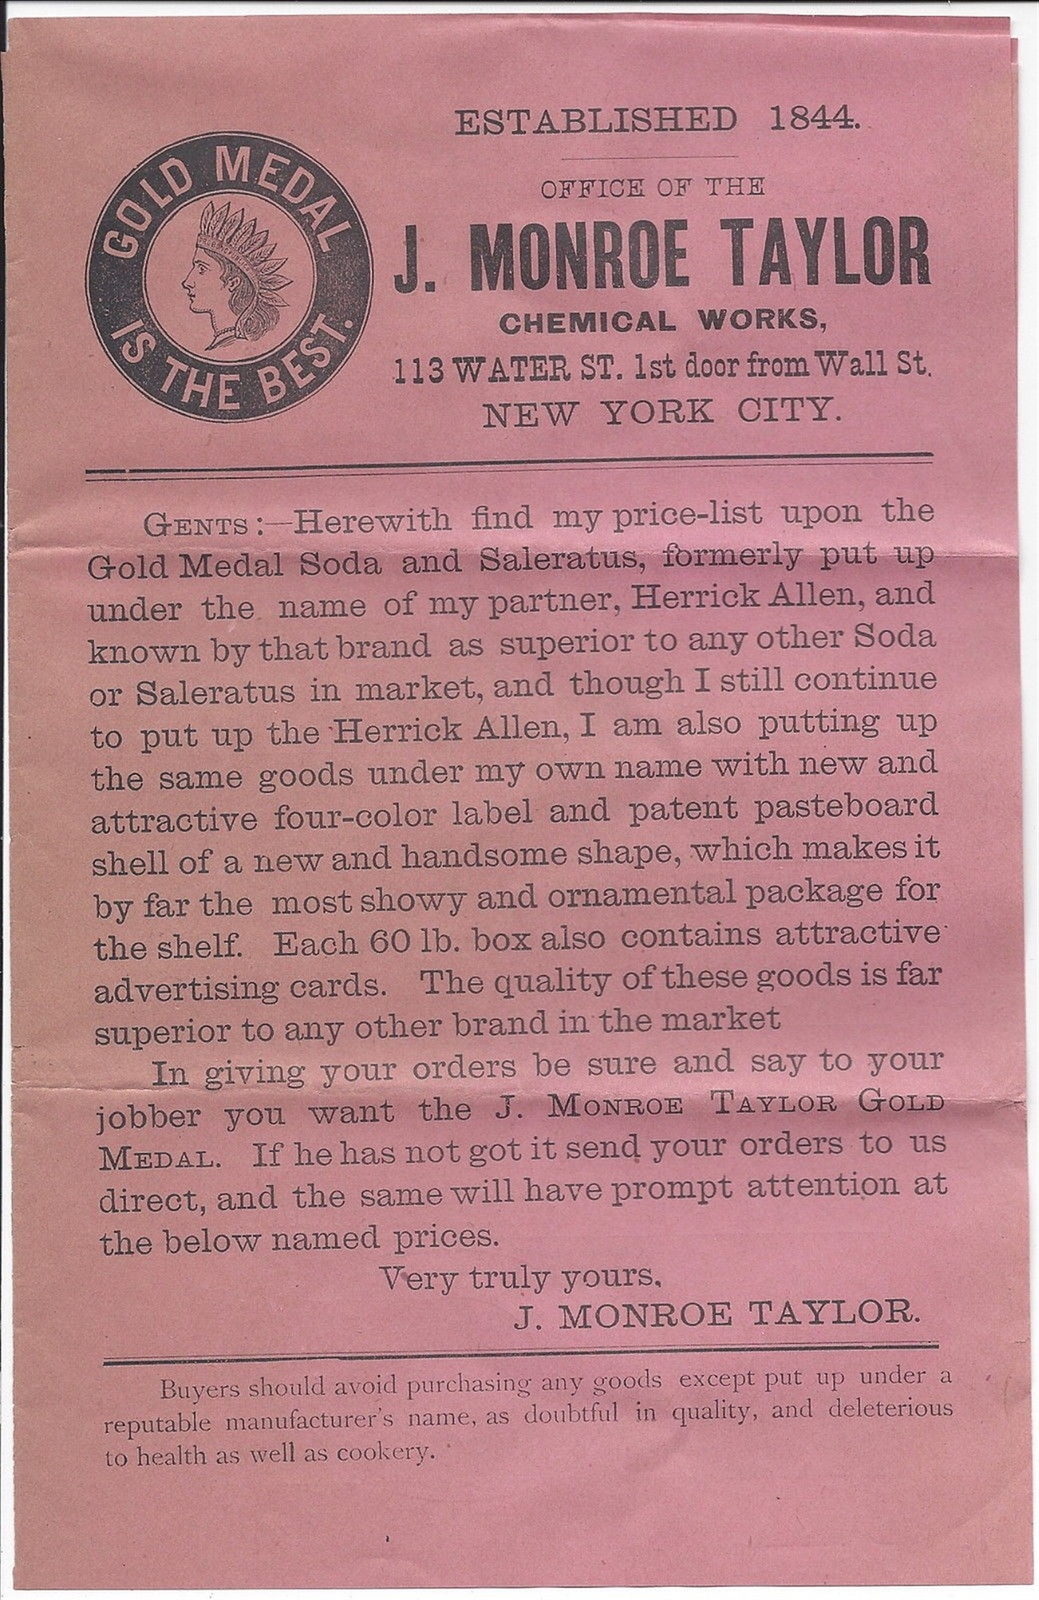 GOLD MEDAL
IS THE BEST.
ESTABLISHED 1844.
OFFICE OF THE
J. MONROE TAYLOR
CHEMICAL WORKS,
113 WATER ST. 1st door from Wall St.
NEW YORK CITY.
GENTS:—Herewith find my price-list upon the
Gold Medal Soda and Saleratus, formerly put up
under the name of my partner, Herrick Allen, and
known by that brand as superior to any other Soda
or Saleratus in market, and though I still continue
to put up the Herrick Allen, I am also putting up
the same goods under my own name with new and
attractive four-color label and patent pasteboard
shell of a new and handsome shape, which makes it
by far the most showy and ornamental package for
the shelf. Each 60 lb. box also contains attractive
advertising cards. The quality of these goods is far
superior to any other brand in the market
In giving your orders be sure and say to your
jobber you want the J. MONROE TAYLOR GOLD
MEDAL. If he has not got it send your orders to us
direct, and the same will have prompt attention at
the below named prices.
Very truly yours,
J. MONROE TAYLOR.
Buyers should avoid purchasing any goods except put up under a
reputable manufacturer's name, as doubtful in quality, and deleterious
to health as well as cookery.